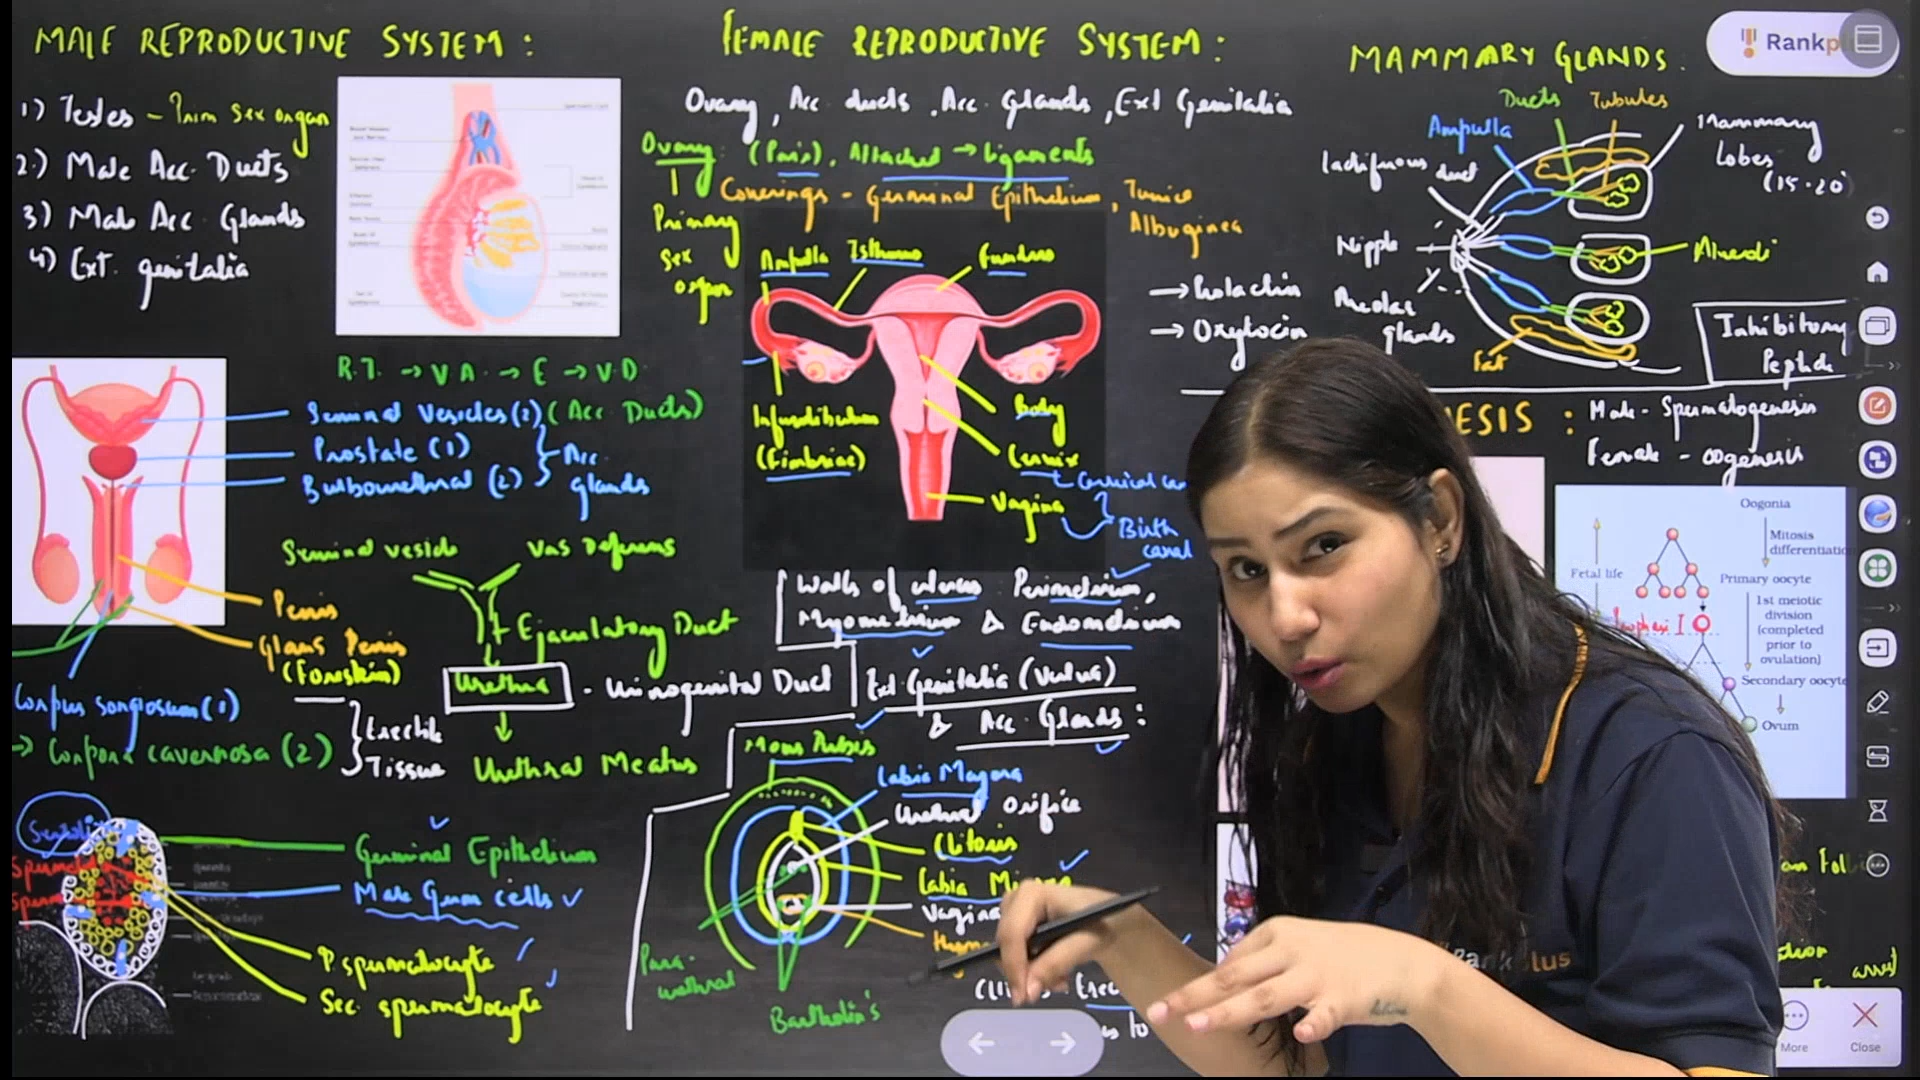 MALE REPRODUCTIVE SYSTEM :
1) Testes - Prim sex organ
2) Male Acc. Ducts
3) Male Acc Glands
4) Ext. genitalia
R.T. → V A. → E → V D
Seminal Vesicles (2) (Acc Ducts)
Prostate (1)
Bulbourethral (2)
Acc.
glands
Seminal vesicle
Vas Deferens
Penis
Glans Penis
(Foreskin)
Ejaculatory Duct
Urethra - Urinogenital Duct
Urethral Meatus
Corpus songiosum (1)
→ Corpora cavernosa (2)
Erectile
Tissue
Sertoli
Germinal Epithelium
Male Germ cells
P. spermatocyte
Sec. spermatocyte
FEMALE REPRODUCTIVE SYSTEM :
Ovary, Acc ducts, Acc. Glands, Ext Genitalia
Ovary: (Pair), Attached → Ligaments
Coverings - Germinal Epithelium, Tunica
Albuginea
Primary
sex
organ
Ampulla
Isthmus
Fundus
Infundibulum
(Fimbriae)
Body
Cervix
Vagina
Birth
canal
→ Prolactin
→ Oxytocin
Walls of uterus Perimetrium,
Myometrium & Endometrium
Ext Genitalia (Vulva)
& Acc. Glands :
Mons Pubis
Labia Majora
Urethral Orifice
Clitoris
Labia
Para-
urethral
Bartholin's
MAMMARY GLANDS
Ducts
Tubules
Ampulla
Mammary
Lobes
(15-20)
Lactiferous duct
Nipple
Alveoli
Areolar
glands
Fat
Inhibitory
Peptide
ESIS : Male - Spermatogenesis
Female - oogenesis
Oogonia
Mitosis
differentiation
Fetal life
Primary oocyte
1st meiotic
division
(completed
prior to
ovulation)
Secondary oocyte
Ovum
Rankplus
arrest
More
Close